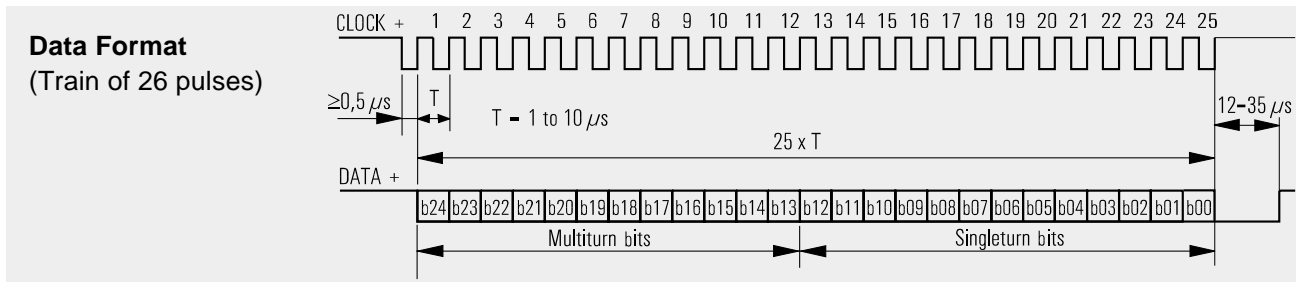 Data Format
(Train of 26 pulses)
CLOCK + 1 2 3 4 5 6 7 8 9 10 11 12 13 14 15 16 17 18 19 20 21 22 23 24 25
≥0,5 µs T T = 1 to 10 µs 12–35 µs
25 x T
DATA +
b24 b23 b22 b21 b20 b19 b18 b17 b16 b15 b14 b13 b12 b11 b10 b09 b08 b07 b06 b05 b04 b03 b02 b01 b00
Multiturn bits Singleturn bits